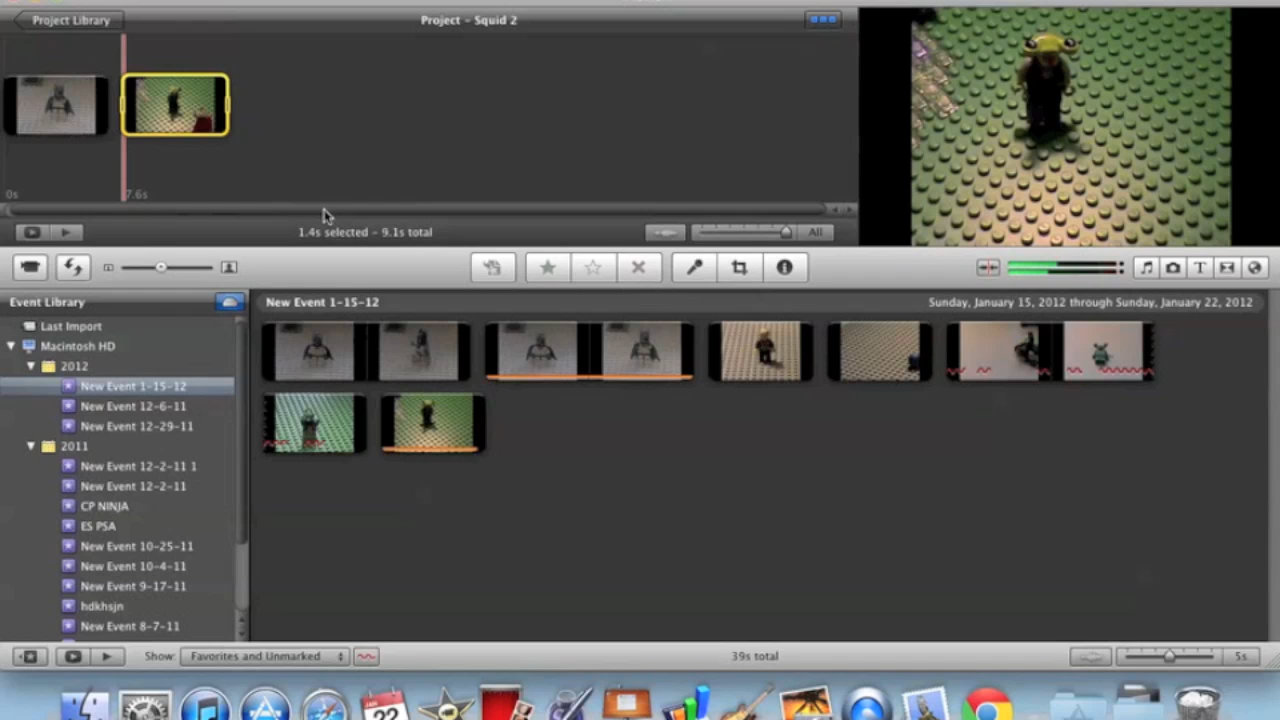 Project Library
Project - Squid 2
0s
7.6s
1.4s selected - 9.1s total
All
Event Library
New Event 1-15-12
Sunday, January 15, 2012 through Sunday, January 22, 2012
Last Import
Macintosh HD
2012
New Event 1-15-12
New Event 12-6-11
New Event 12-29-11
2011
New Event 12-2-11 1
New Event 12-2-11
CP NINJA
ES PSA
New Event 10-25-11
New Event 10-4-11
New Event 9-17-11
hdkhsjn
New Event 8-7-11
Show:
Favorites and Unmarked
39s total
5s
22